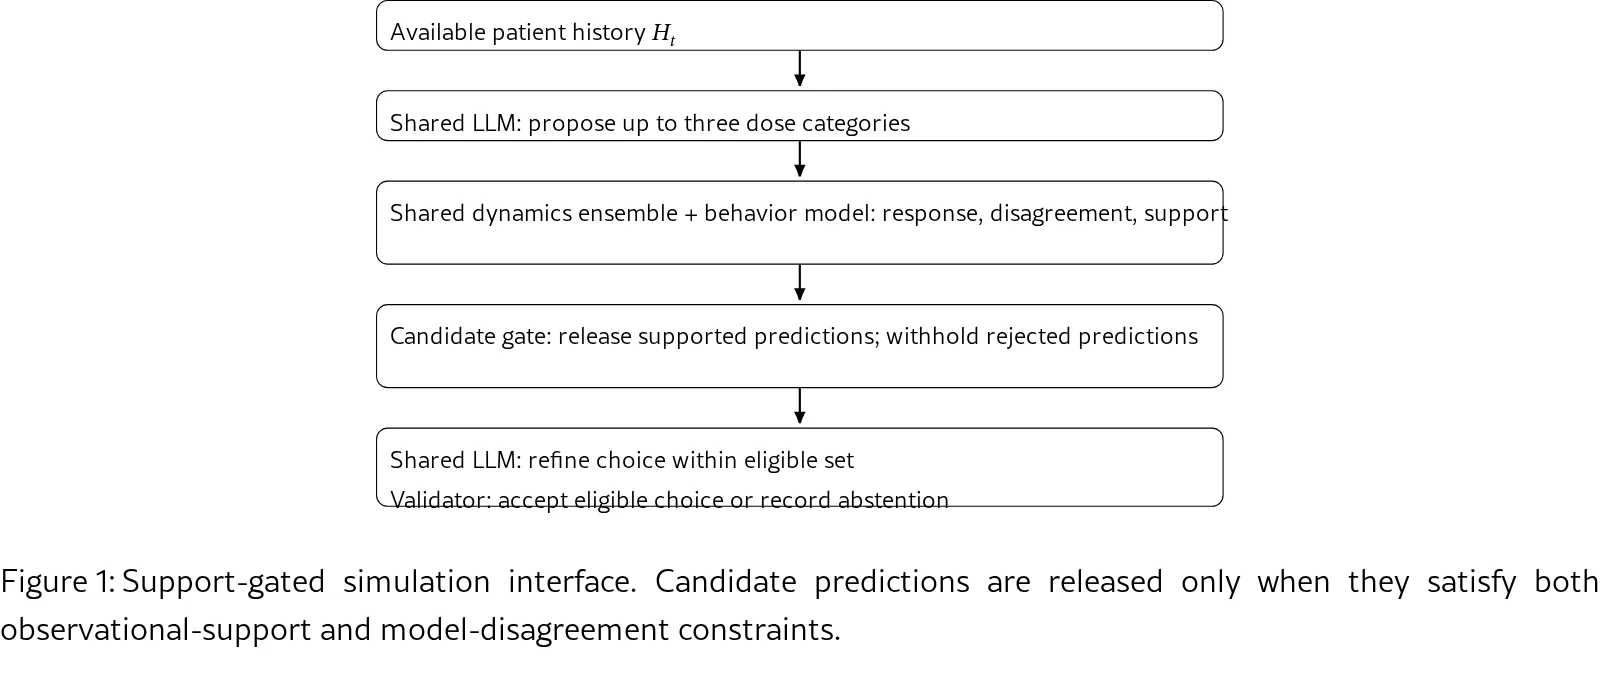 Available patient history Hₜ
Shared LLM: propose up to three dose categories
Shared dynamics ensemble + behavior model: response, disagreement, support
Candidate gate: release supported predictions; withhold rejected predictions
Shared LLM: refine choice within eligible set
Validator: accept eligible choice or record abstention
Figure 1: Support-gated simulation interface. Candidate predictions are released only when they satisfy both
observational-support and model-disagreement constraints.